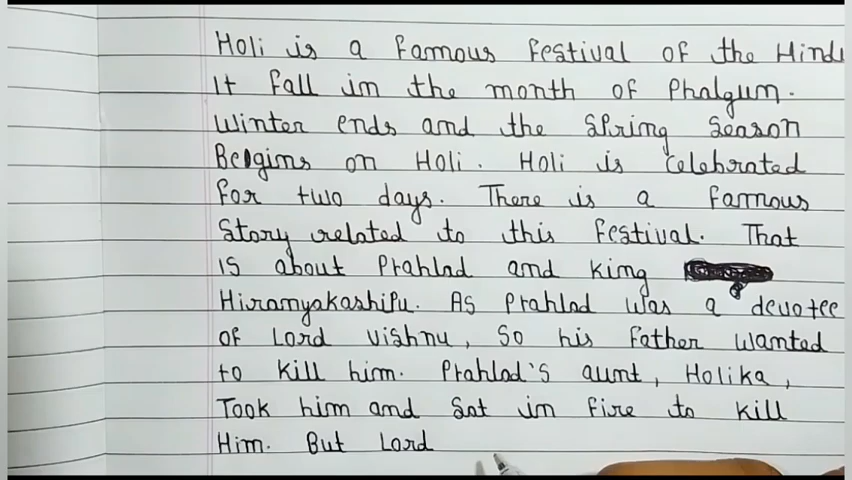 Holi is a famous festival of the Hindu
It fall in the month of Phalgun.
Winter ends and the spring season
Begins on Holi. Holi is celebrated
for two days. There is a famous
Story related to this festival. That
is about Prahlad and king
Hiranyakashipu. As Prahlad was a devotee
of Lord Vishnu, So his father wanted
to kill him. Prahlad's aunt, Holika,
Took him and Sat in fire to kill
Him. But Lord